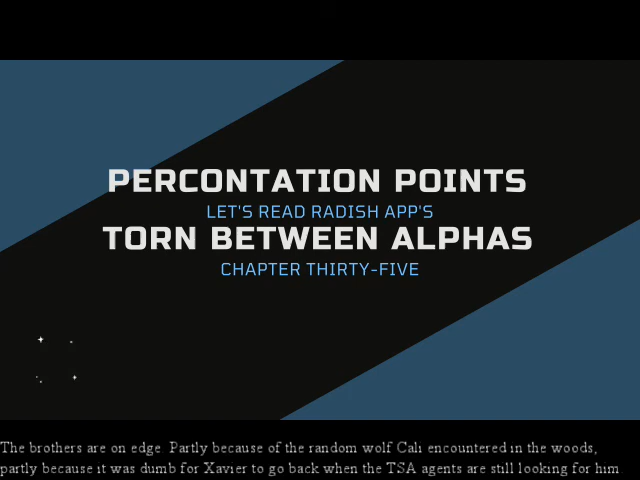 PERCONTATION POINTS
LET'S READ RADISH APP'S
TORN BETWEEN ALPHAS
CHAPTER THIRTY-FIVE
The brothers are on edge. Partly because of the random wolf Cali encountered in the woods,
partly because it was dumb for Xavier to go back when the TSA agents are still looking for him